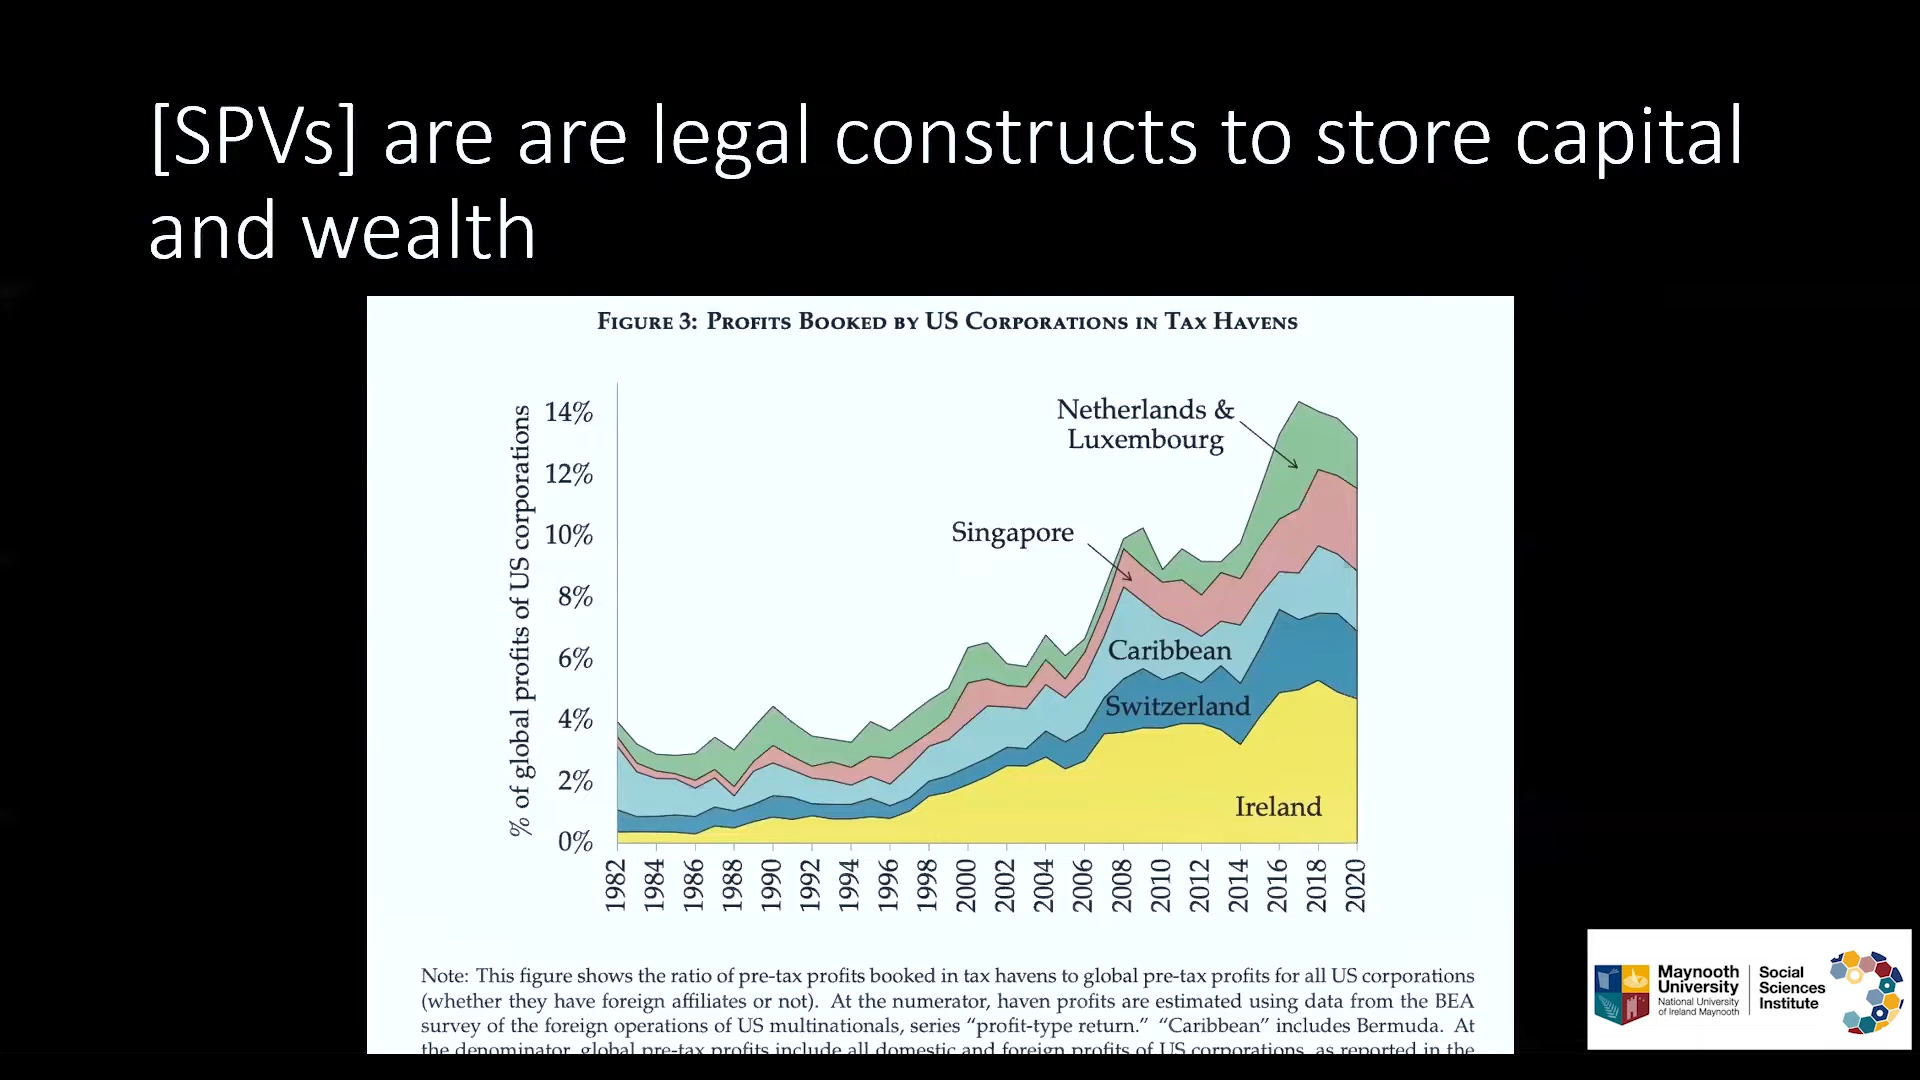 [SPVs] are are legal constructs to store capital
and wealth
FIGURE 3: PROFITS BOOKED BY US CORPORATIONS IN TAX HAVENS
% of global profits of US corporations
14%
12%
10%
8%
6%
4%
2%
0%
Netherlands &
Luxembourg
Singapore
Caribbean
Switzerland
Ireland
1982
1984
1986
1988
1990
1992
1994
1996
1998
2000
2002
2004
2006
2008
2010
2012
2014
2016
2018
2020
Note: This figure shows the ratio of pre-tax profits booked in tax havens to global pre-tax profits for all US corporations
(whether they have foreign affiliates or not). At the numerator, haven profits are estimated using data from the BEA
survey of the foreign operations of US multinationals, series “profit-type return.” “Caribbean” includes Bermuda. At
the denominator, global pre-tax profits include all domestic and foreign profits of US corporations, as reported in the
Maynooth
University
National University
of Ireland Maynooth
Social
Sciences
Institute